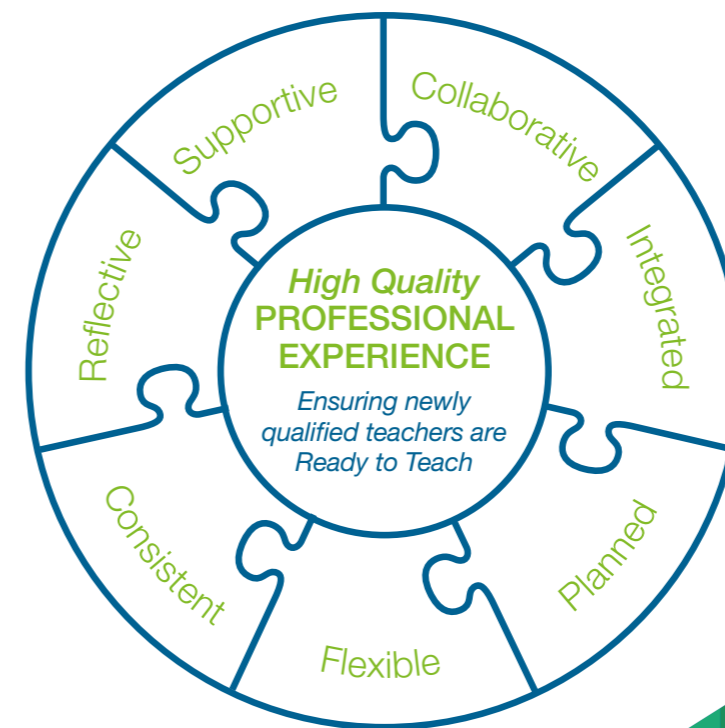 Supportive
Collaborative
Integrated
Planned
Flexible
Consistent
Reflective
High Quality
PROFESSIONAL
EXPERIENCE
Ensuring newly
qualified teachers are
Ready to Teach